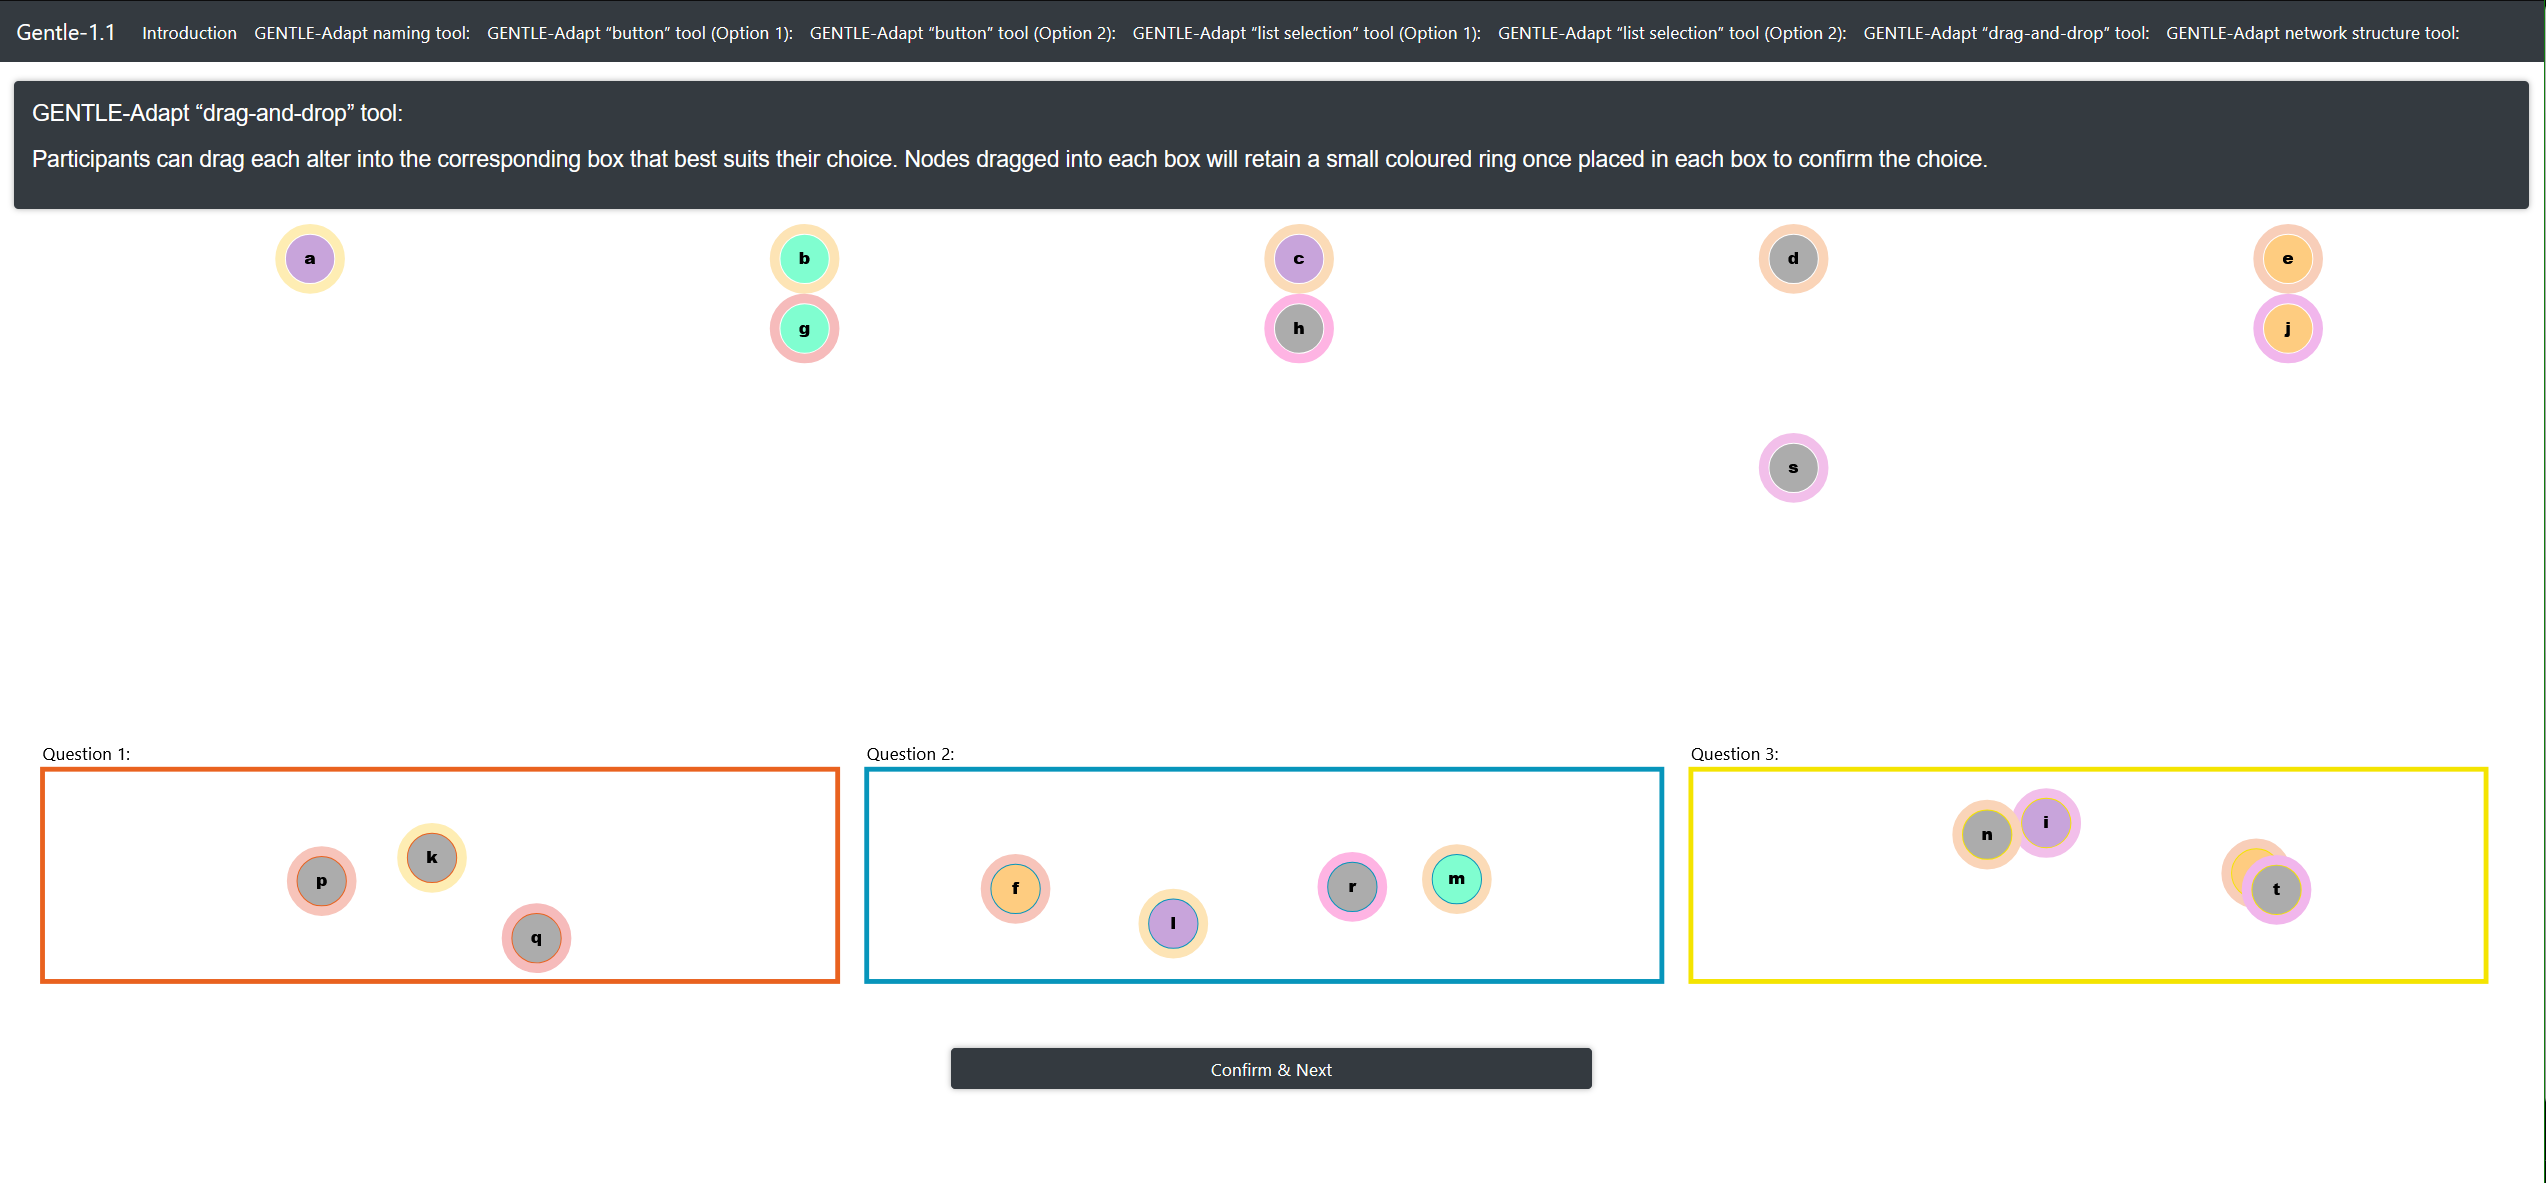 Gentle-1.1 Introduction GENTLE-Adapt naming tool: GENTLE-Adapt “button” tool (Option 1): GENTLE-Adapt “button” tool (Option 2): GENTLE-Adapt “list selection” tool (Option 1): GENTLE-Adapt “list selection” tool (Option 2): GENTLE-Adapt “drag-and-drop” tool: GENTLE-Adapt network structure tool:
GENTLE-Adapt “drag-and-drop” tool:
Participants can drag each alter into the corresponding box that best suits their choice. Nodes dragged into each box will retain a small coloured ring once placed in each box to confirm the choice.
a b c d e
g h j
s
Question 1: Question 2: Question 3:
p k q
f l r m
n i t
Confirm & Next